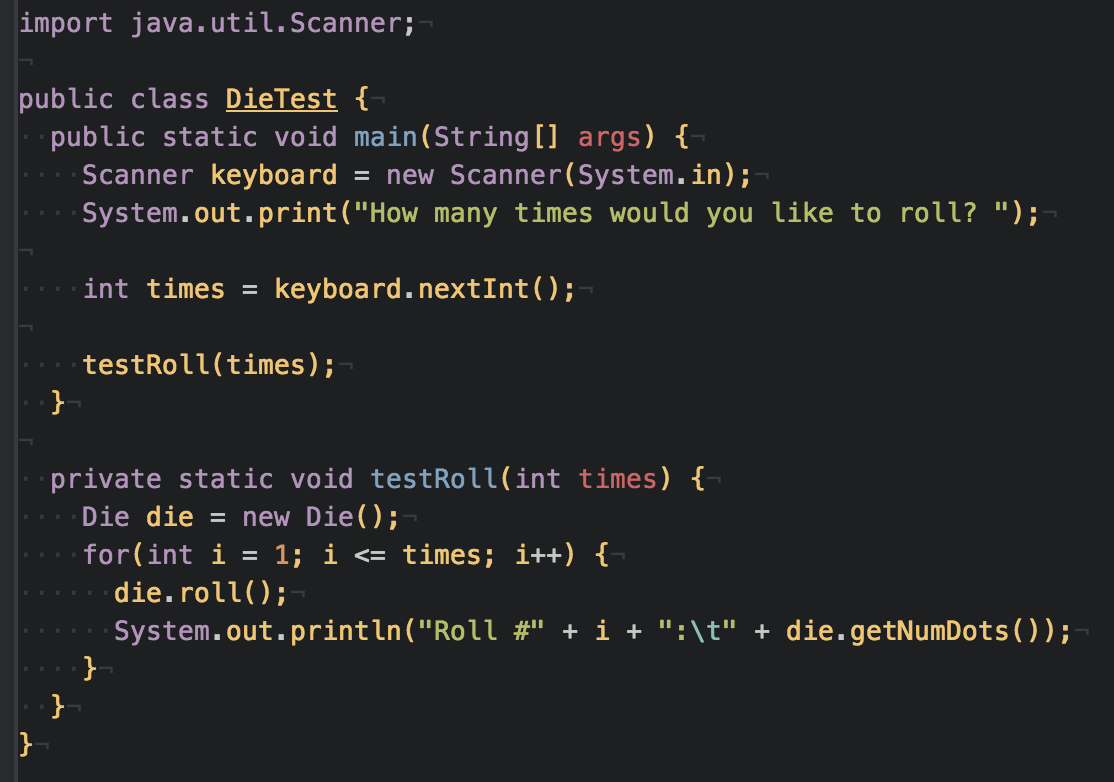 import java.util.Scanner;¬
¬
public class DieTest {¬
··public static void main(String[] args) {¬
····Scanner keyboard = new Scanner(System.in);¬
····System.out.print("How many times would you like to roll? ");¬
¬
····int times = keyboard.nextInt();¬
¬
····testRoll(times);¬
··}¬
¬
··private static void testRoll(int times) {¬
····Die die = new Die();¬
····for(int i = 1; i <= times; i++) {¬
······die.roll();¬
······System.out.println("Roll #" + i + ":\t" + die.getNumDots());¬
····}¬
··}¬
}¬